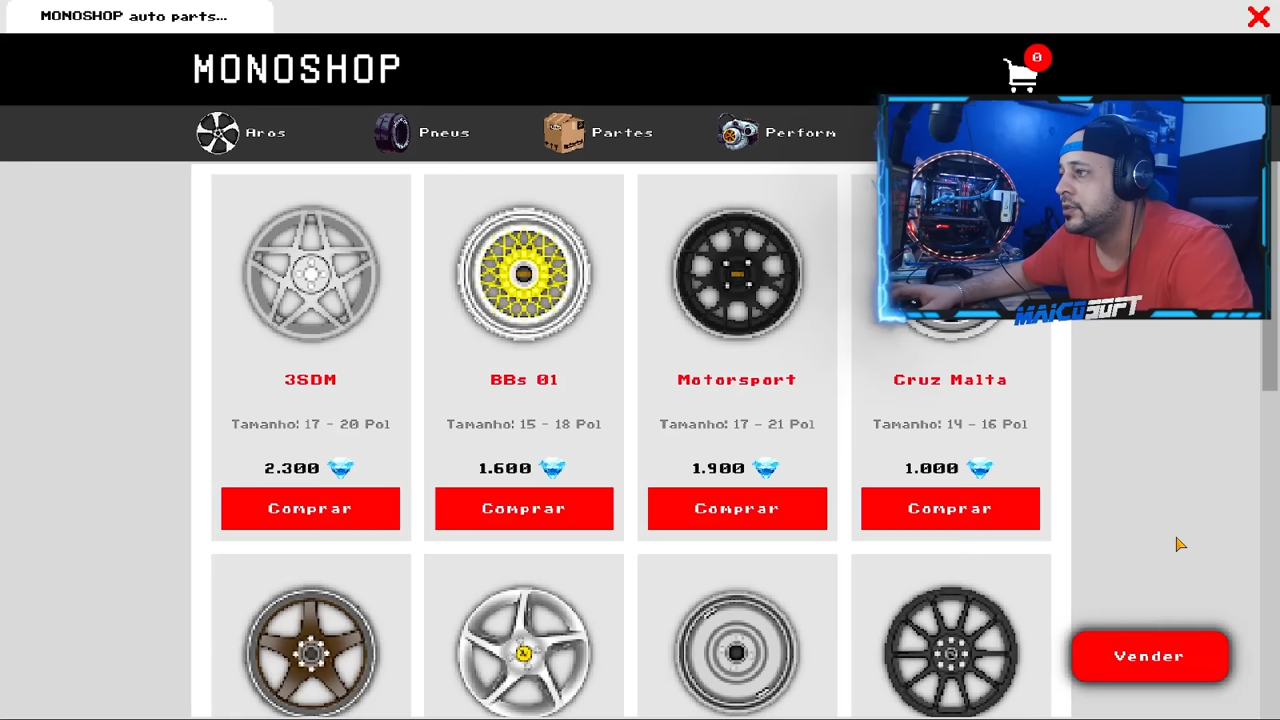 MONOSHOP auto parts...
MONOSHOP
0
Aros
Pneus
Partes
Perform
MAICOSOFT
3SDM
BBs 01
Motorsport
Cruz Malta
Tamanho: 17 - 20 Pol
Tamanho: 15 - 18 Pol
Tamanho: 17 - 21 Pol
Tamanho: 14 - 16 Pol
2.300
1.600
1.900
1.000
Comprar
Comprar
Comprar
Comprar
Vender